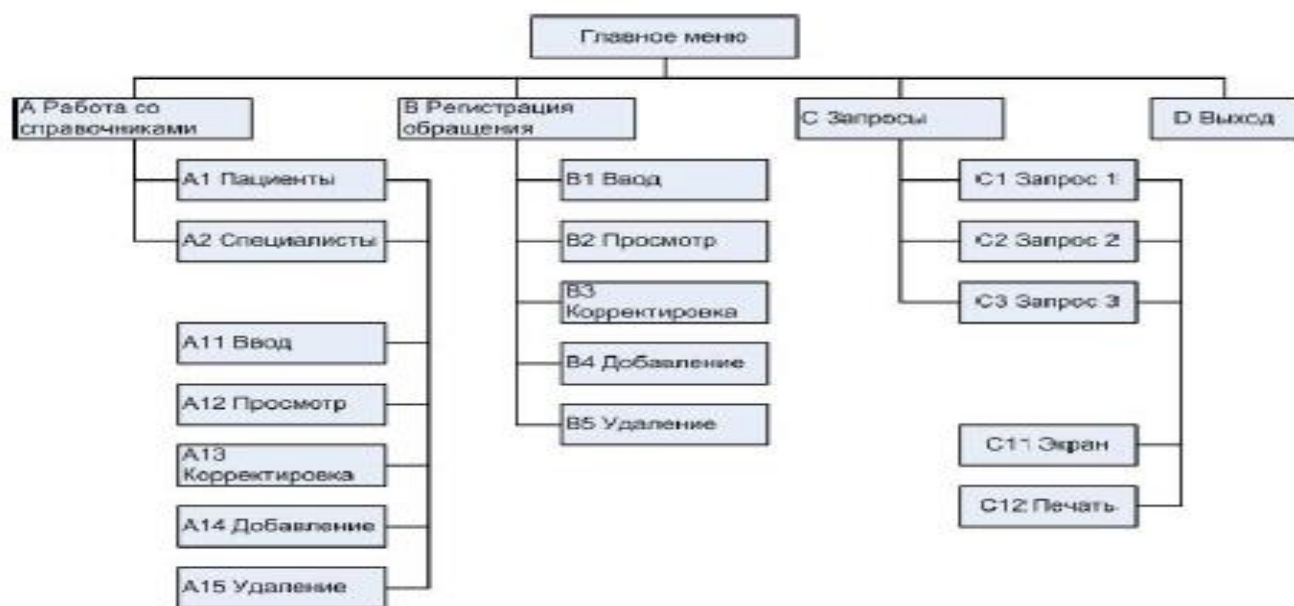 Главное меню
А Работа со
справочниками
В Регистрация
обращения
С Запросы
D Выход
А1 Пациенты
А2 Специалисты
А11 Ввод
А12 Просмотр
А13
Корректировка
А14 Добавление
А15 Удаление
В1 Ввод
В2 Просмотр
В3
Корректировка
В4 Добавление
В5 Удаление
С1 Запрос 1
С2 Запрос 2
С3 Запрос 3
С11 Экран
С12 Печать